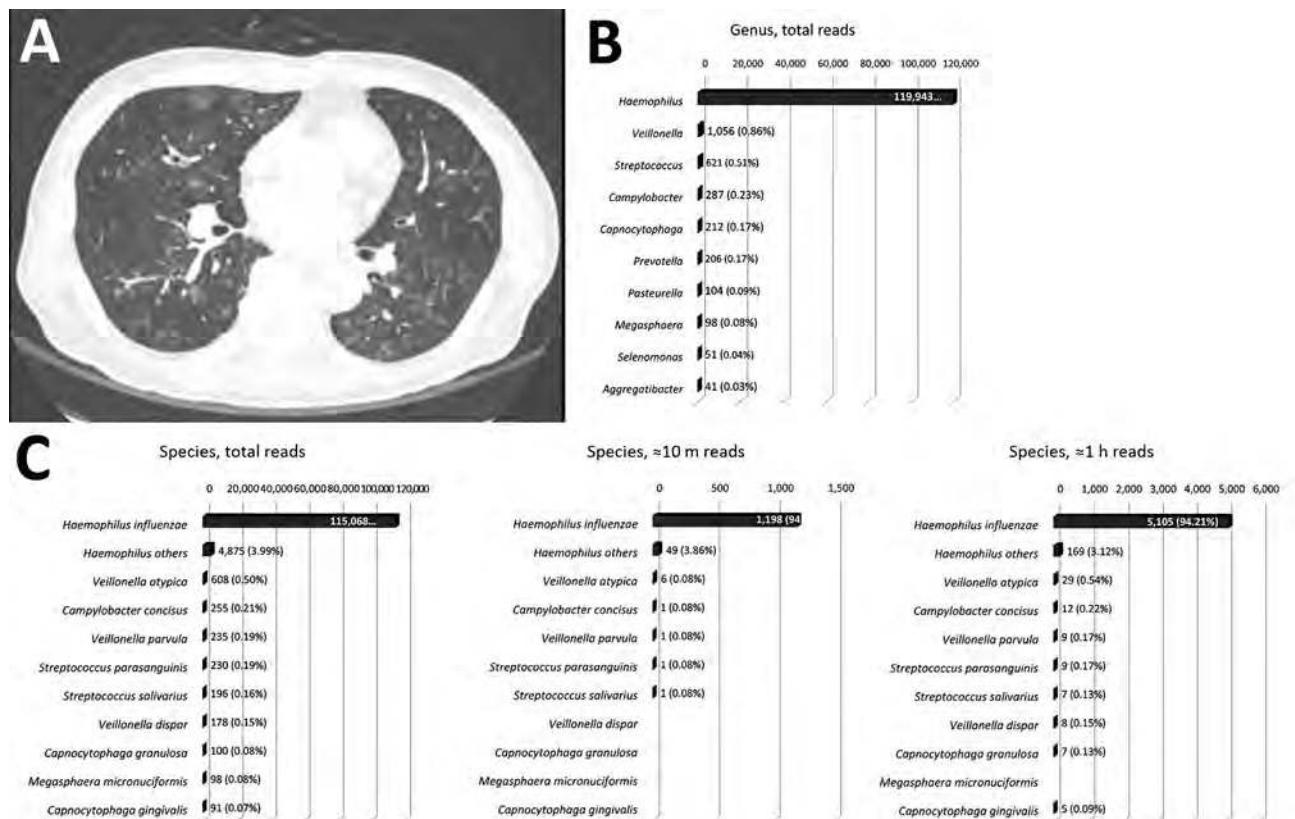 A
B
Genus, total reads
0 20,000 40,000 60,000 80,000 100,000 120,000
Haemophilus 119,943...
Veillonella 1,056 (0.86%)
Streptococcus 621 (0.51%)
Campylobacter 287 (0.23%)
Capnocytophaga 212 (0.17%)
Prevotella 206 (0.17%)
Pasteurella 104 (0.09%)
Megasphaera 98 (0.08%)
Selenomonas 51 (0.04%)
Aggregatibacter 41 (0.03%)
C
Species, total reads
0 20,000 40,000 60,000 80,000 100,000 120,000
Haemophilus influenzae 115,068...
Haemophilus others 4,875 (3.99%)
Veillonella atypica 608 (0.50%)
Campylobacter concisus 255 (0.21%)
Veillonella parvula 235 (0.19%)
Streptococcus parasanguinis 230 (0.19%)
Streptococcus salivarius 196 (0.16%)
Veillonella dispar 178 (0.15%)
Capnocytophaga granulosa 100 (0.08%)
Megasphaera micronuciformis 98 (0.08%)
Capnocytophaga gingivalis 91 (0.07%)
Species, ≈10 m reads
0 500 1,000 1,500
Haemophilus influenzae 1,198 (94
Haemophilus others 49 (3.86%)
Veillonella atypica 6 (0.08%)
Campylobacter concisus 1 (0.08%)
Veillonella parvula 1 (0.08%)
Streptococcus parasanguinis 1 (0.08%)
Streptococcus salivarius 1 (0.08%)
Veillonella dispar
Capnocytophaga granulosa
Megasphaera micronuciformis
Capnocytophaga gingivalis
Species, ≈1 h reads
0 1,000 2,000 3,000 4,000 5,000 6,000
Haemophilus influenzae 5,105 (94.21%)
Haemophilus others 169 (3.12%)
Veillonella atypica 29 (0.54%)
Campylobacter concisus 12 (0.22%)
Veillonella parvula 9 (0.17%)
Streptococcus parasanguinis 9 (0.17%)
Streptococcus salivarius 7 (0.13%)
Veillonella dispar 8 (0.15%)
Capnocytophaga granulosa 7 (0.13%)
Megasphaera micronuciformis
Capnocytophaga gingivalis 5 (0.09%)